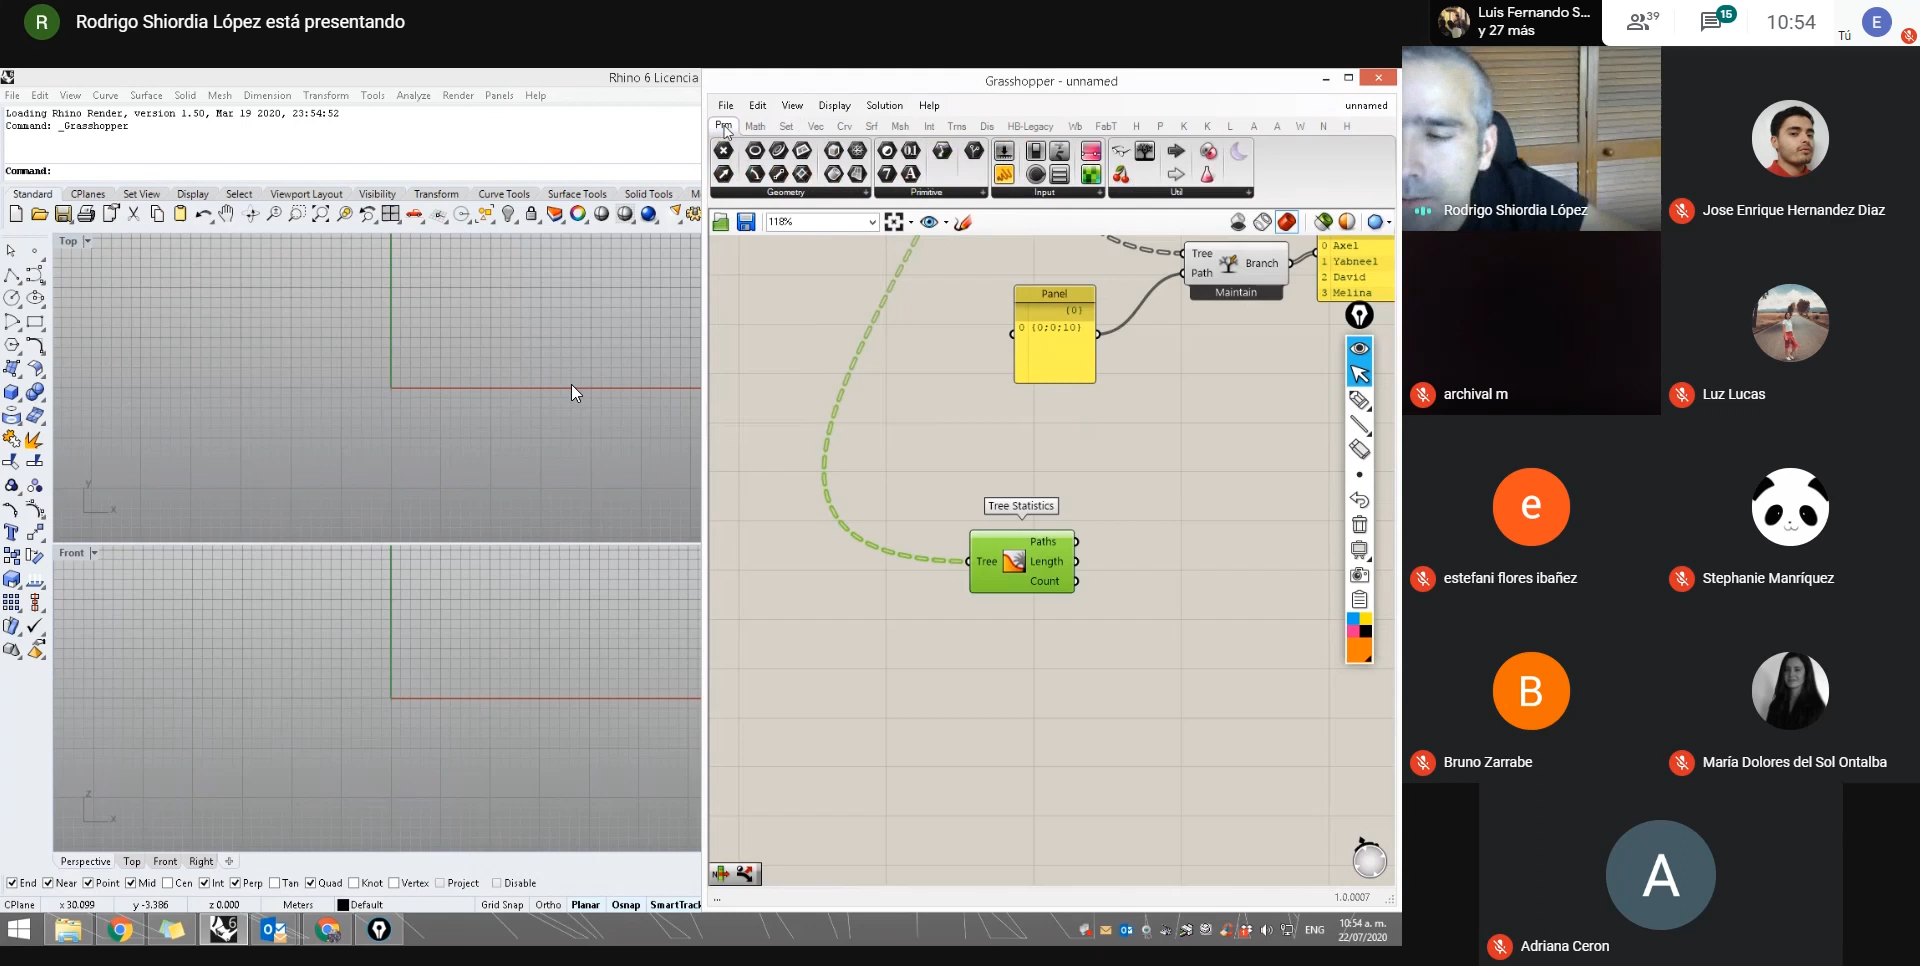 R Rodrigo Shiordia López está presentando
Luis Fernando S...
y 27 más
39
15
10:54
Tú
E
Rhino 6 Licencia
File Edit View Curve Surface Solid Mesh Dimension Transform Tools Analyze Render Panels Help
Loading Rhino Render, version 1.50, Mar 19 2020, 23:54:52
Command: _Grasshopper
Command:
Standard CPlanes Set View Display Select Viewport Layout Visibility Transform Curve Tools Surface Tools Solid Tools M
Top
y
x
Front
z
x
Perspective Top Front Right
End Near Point Mid Cen Int Perp Tan Quad Knot Vertex Project Disable
CPlane x 30.099 y -3.386 z 0.000 Meters Default Grid Snap Ortho Planar Osnap SmartTrack
Grasshopper - unnamed
File Edit View Display Solution Help unnamed
Prm Math Set Vec Crv Srf Msh Int Trns Dis HB-Legacy Wb FabT H P K K L A A W N H
Geometry Primitive Input Util
118%
Tree
Path
Branch
Maintain
0 Axel
1 Yabneel
2 David
3 Melina
Panel
{0}
0 {0;0;10}
Tree Statistics
Tree
Paths
Length
Count
...
1.0.0007
ENG
10:54 a. m.
22/07/2020
Rodrigo Shiordia López
Jose Enrique Hernandez Diaz
archival m
Luz Lucas
e
estefani flores ibañez
Stephanie Manríquez
B
Bruno Zarrabe
María Dolores del Sol Ontalba
A
Adriana Ceron